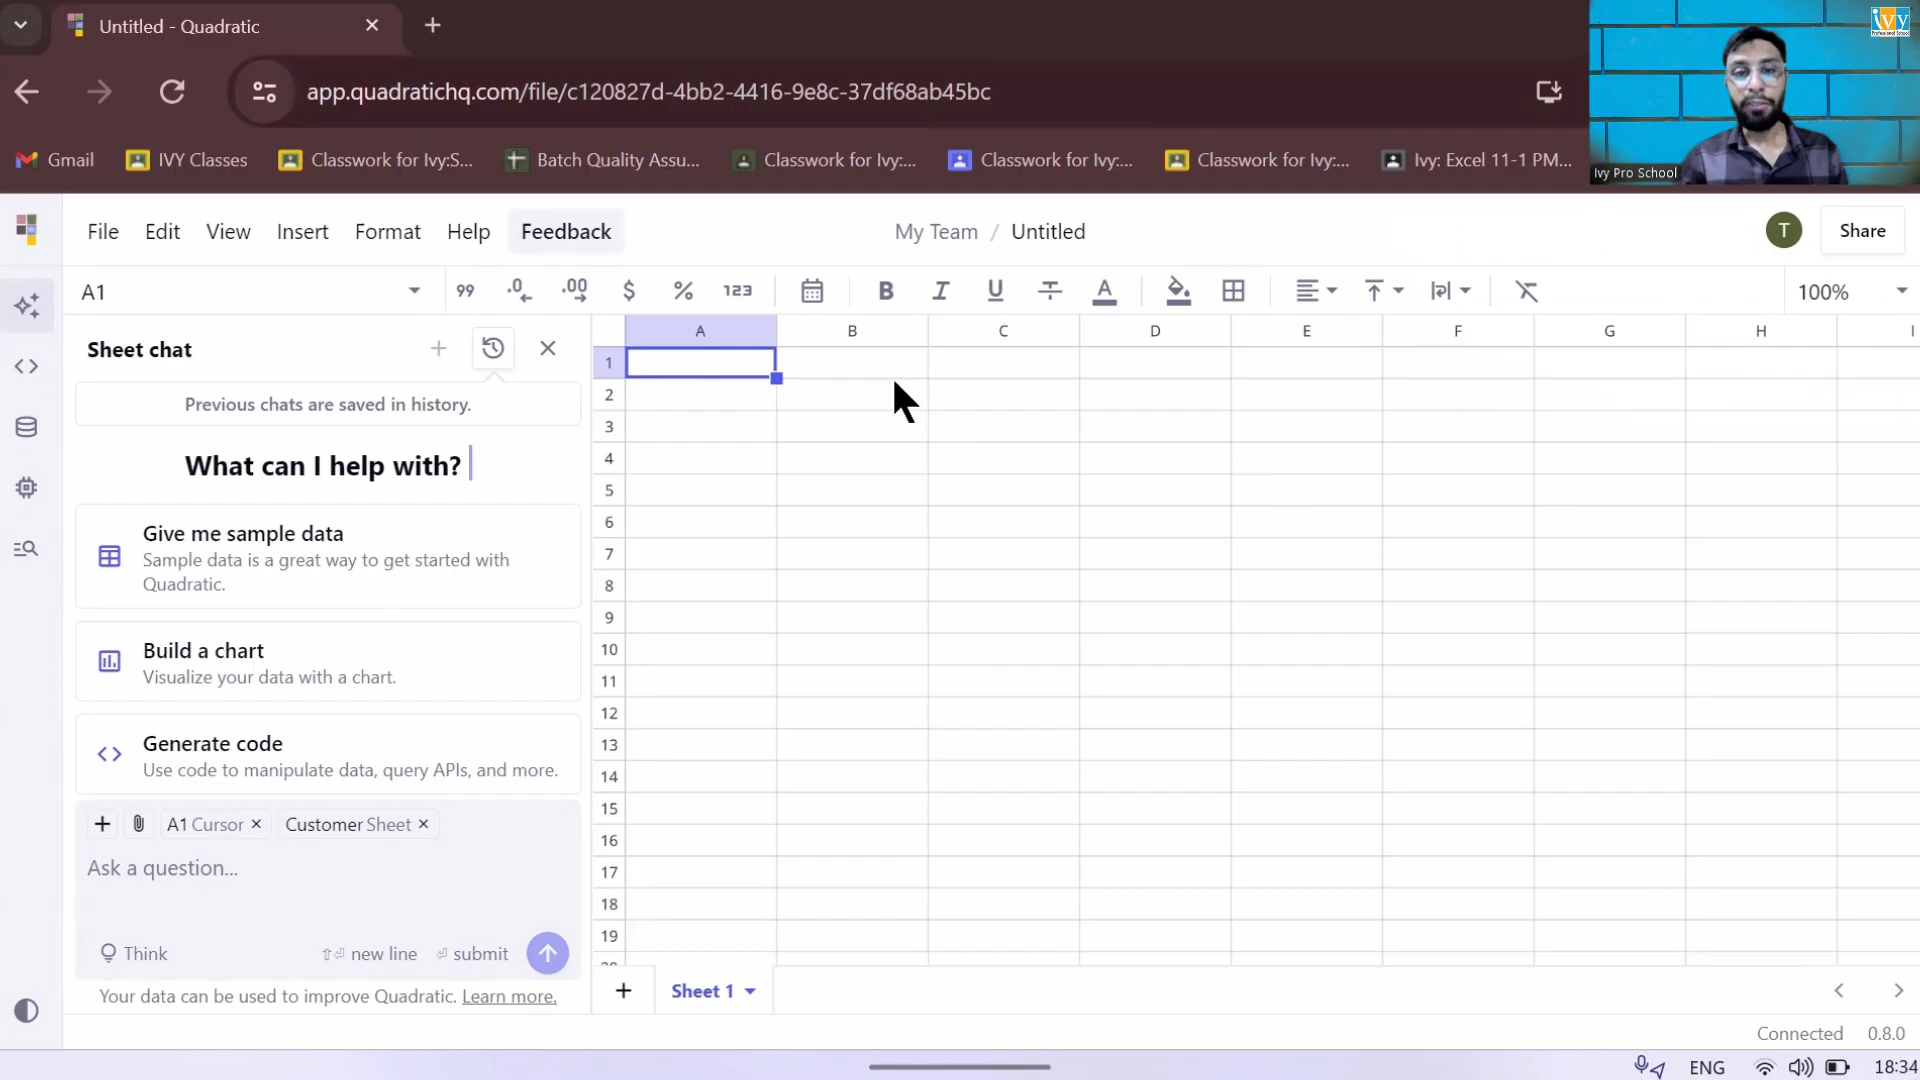 Untitled - Quadratic
app.quadratichq.com/file/c120827d-4bb2-4416-9e8c-37df68ab45bc
Gmail
IVY Classes
Classwork for Ivy:S...
Batch Quality Assu...
Classwork for Ivy:...
Classwork for Ivy:...
Classwork for Ivy:...
Ivy: Excel 11-1 PM...
ivy
Professional School
Ivy Pro School
File
Edit
View
Insert
Format
Help
Feedback
My Team / Untitled
T
Share
A1
99
.0
.00
$
%
123
B
I
U
A
100%
Sheet chat
Previous chats are saved in history.
What can I help with?
Give me sample data
Sample data is a great way to get started with
Quadratic.
Build a chart
Visualize your data with a chart.
Generate code
Use code to manipulate data, query APIs, and more.
A1 Cursor ×
Customer Sheet ×
Ask a question...
Think
new line
submit
Your data can be used to improve Quadratic. Learn more.
A B C D E F G H I
1
2
3
4
5
6
7
8
9
10
11
12
13
14
15
16
17
18
19
Sheet 1
Connected
0.8.0
ENG
18:34